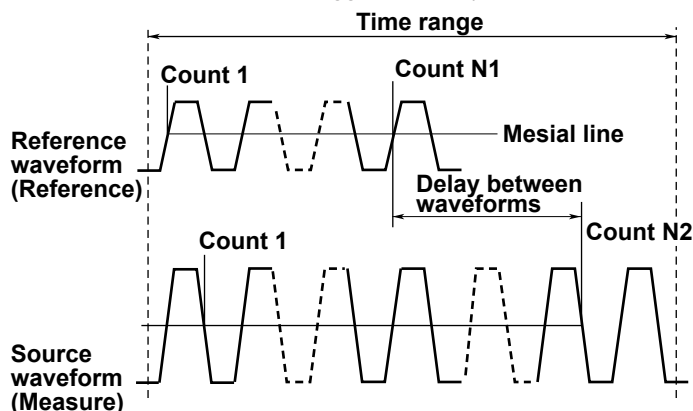 Time range
Count 1
Count N1
Reference
waveform
(Reference)
Mesial line
Delay between
waveforms
Count 1
Count N2
Source
waveform
(Measure)